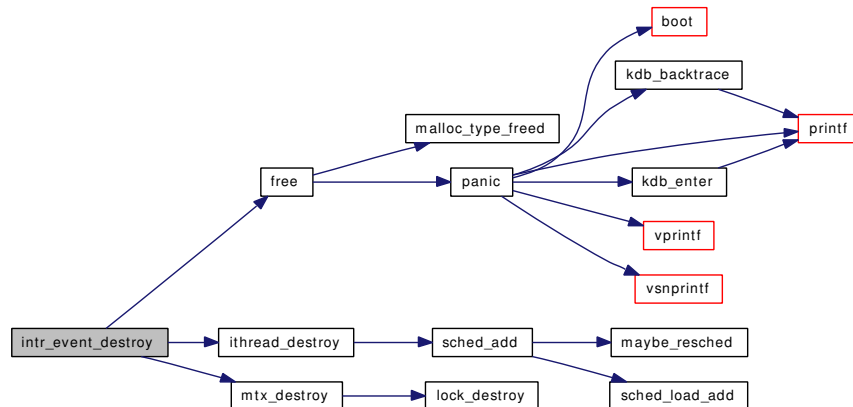 boot
kdb_backtrace
malloc_type_freed
printf
free
panic
kdb_enter
vprintf
vsnprintf
intr_event_destroy
ithread_destroy
sched_add
maybe_resched
mtx_destroy
lock_destroy
sched_load_add